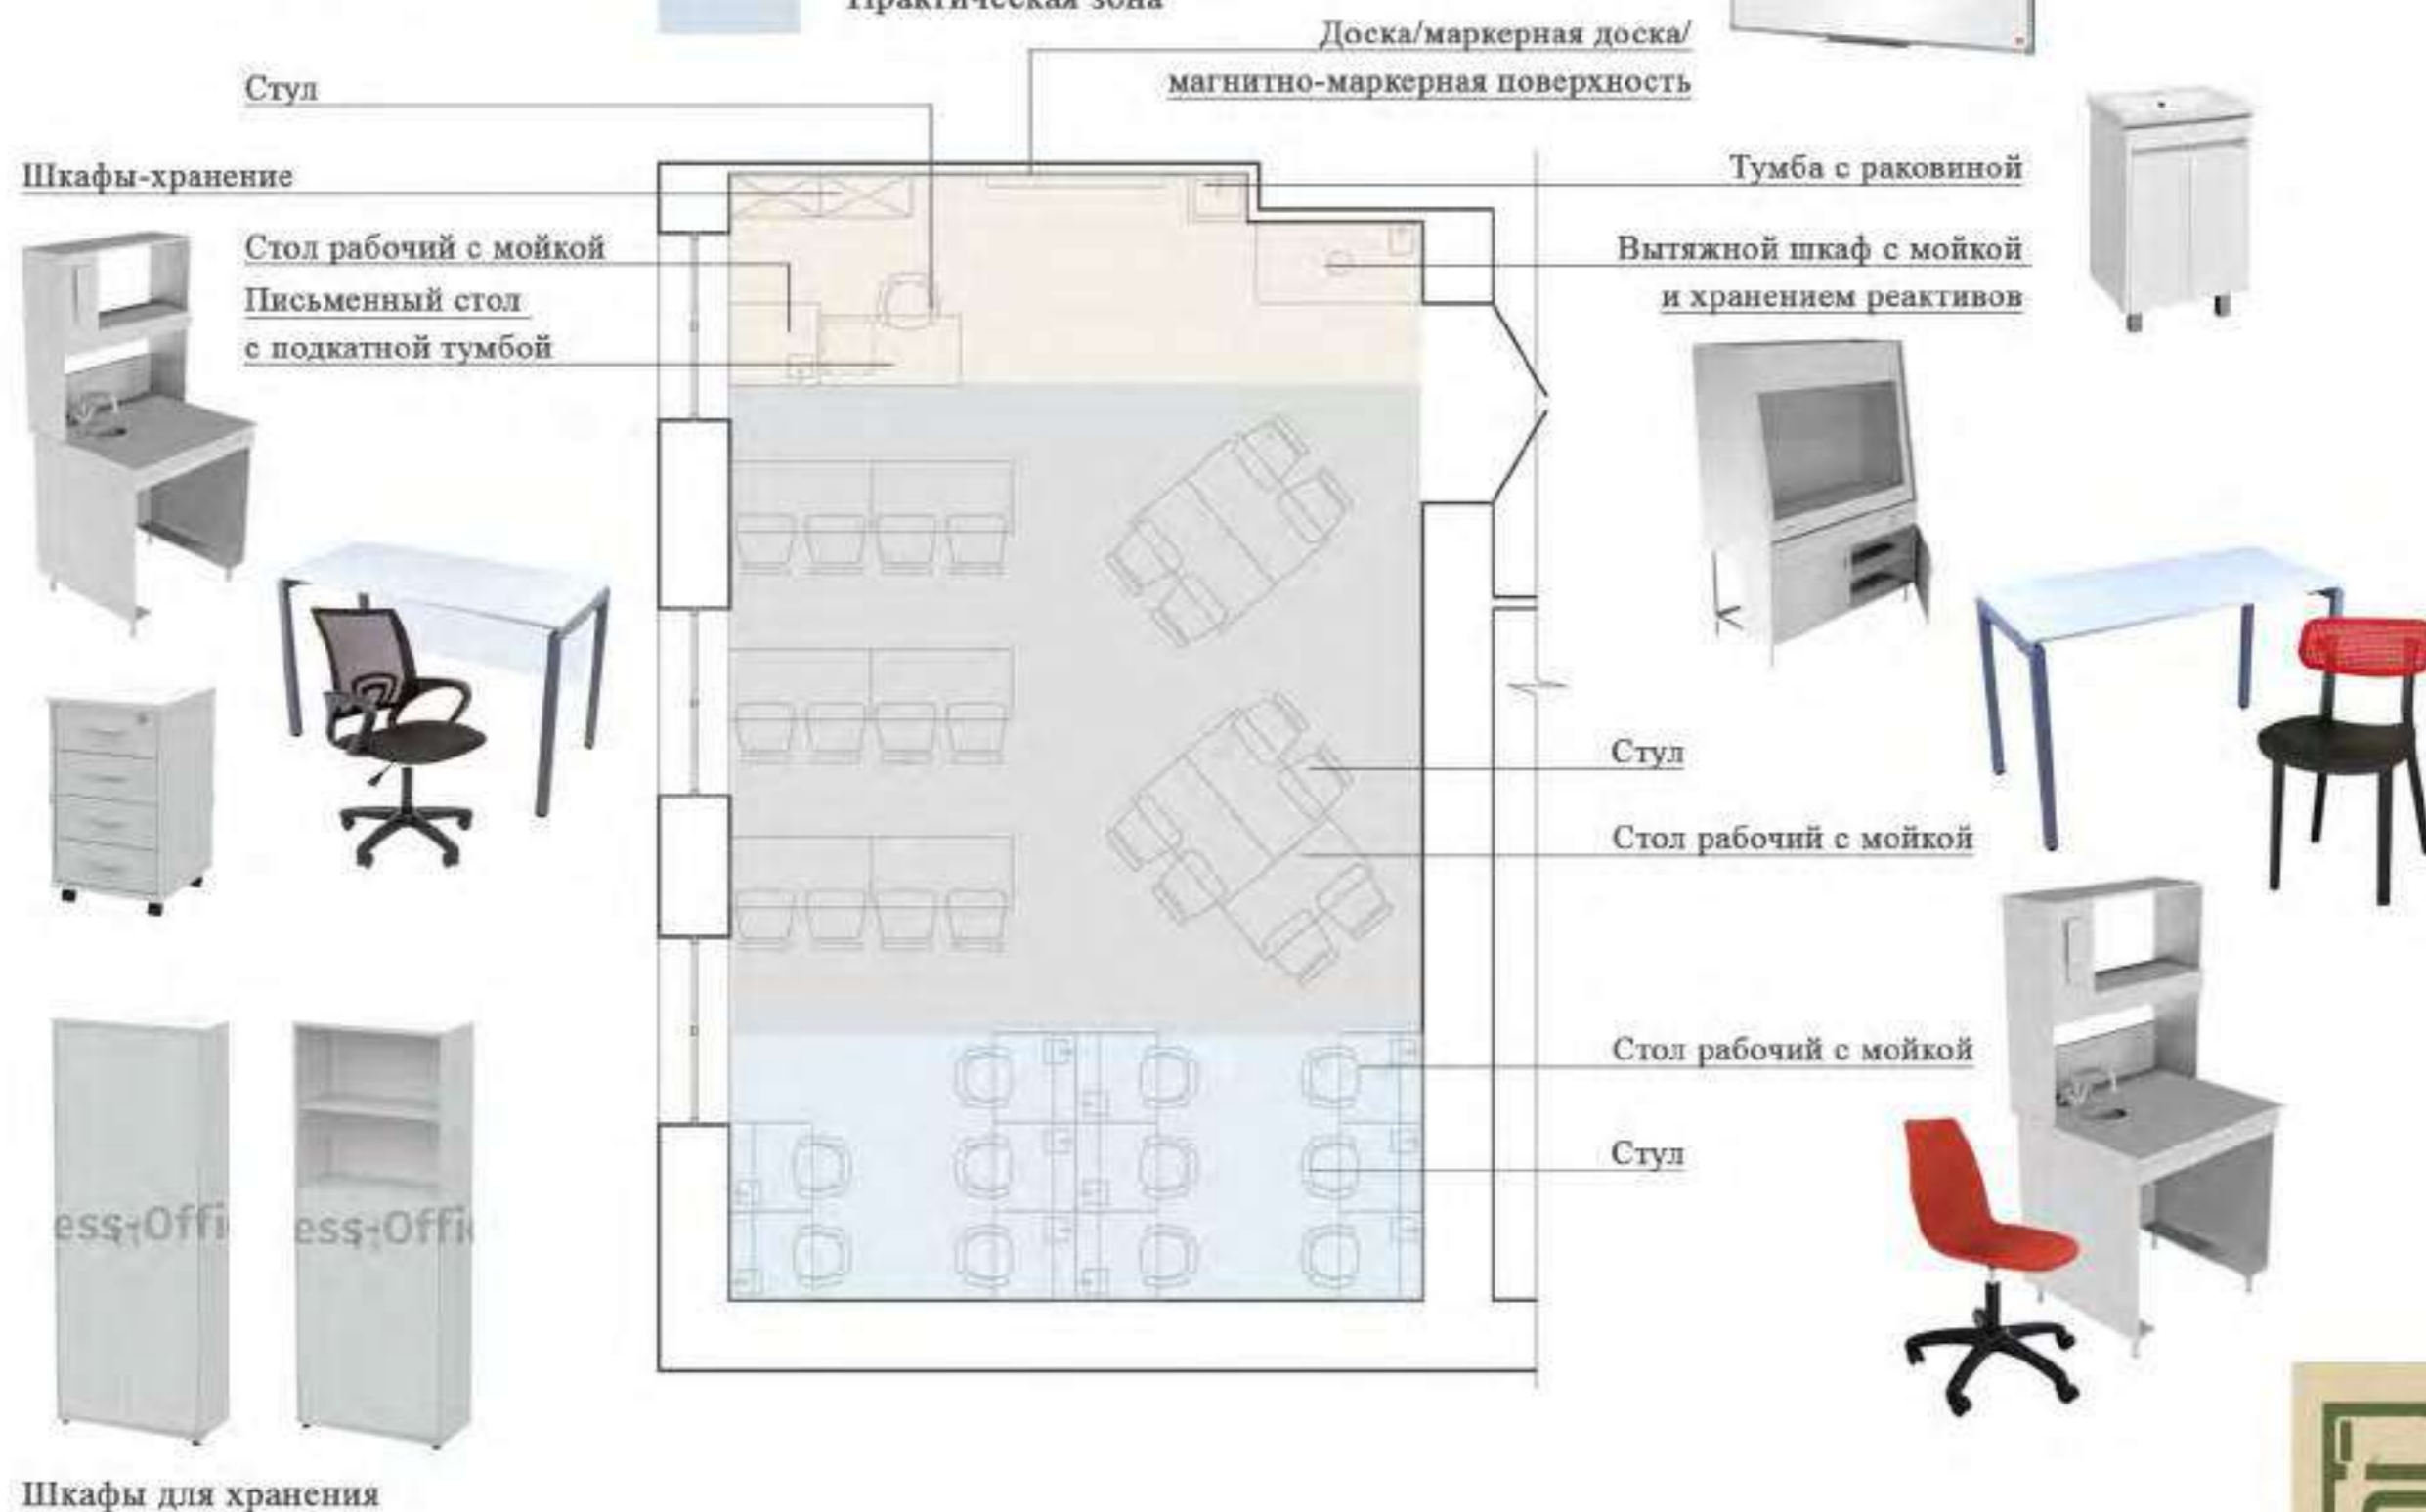 Практическая зона
Доска/маркерная доска/
магнитно-маркерная поверхность
Стул
Шкафы-хранение
Тумба с раковиной
Стол рабочий с мойкой
Вытяжной шкаф с мойкой
и хранением реактивов
Письменный стол
с подкатной тумбой
Стул
Стол рабочий с мойкой
Стол рабочий с мойкой
Стул
ess-Offi
ess-Offi
Шкафы для хранения